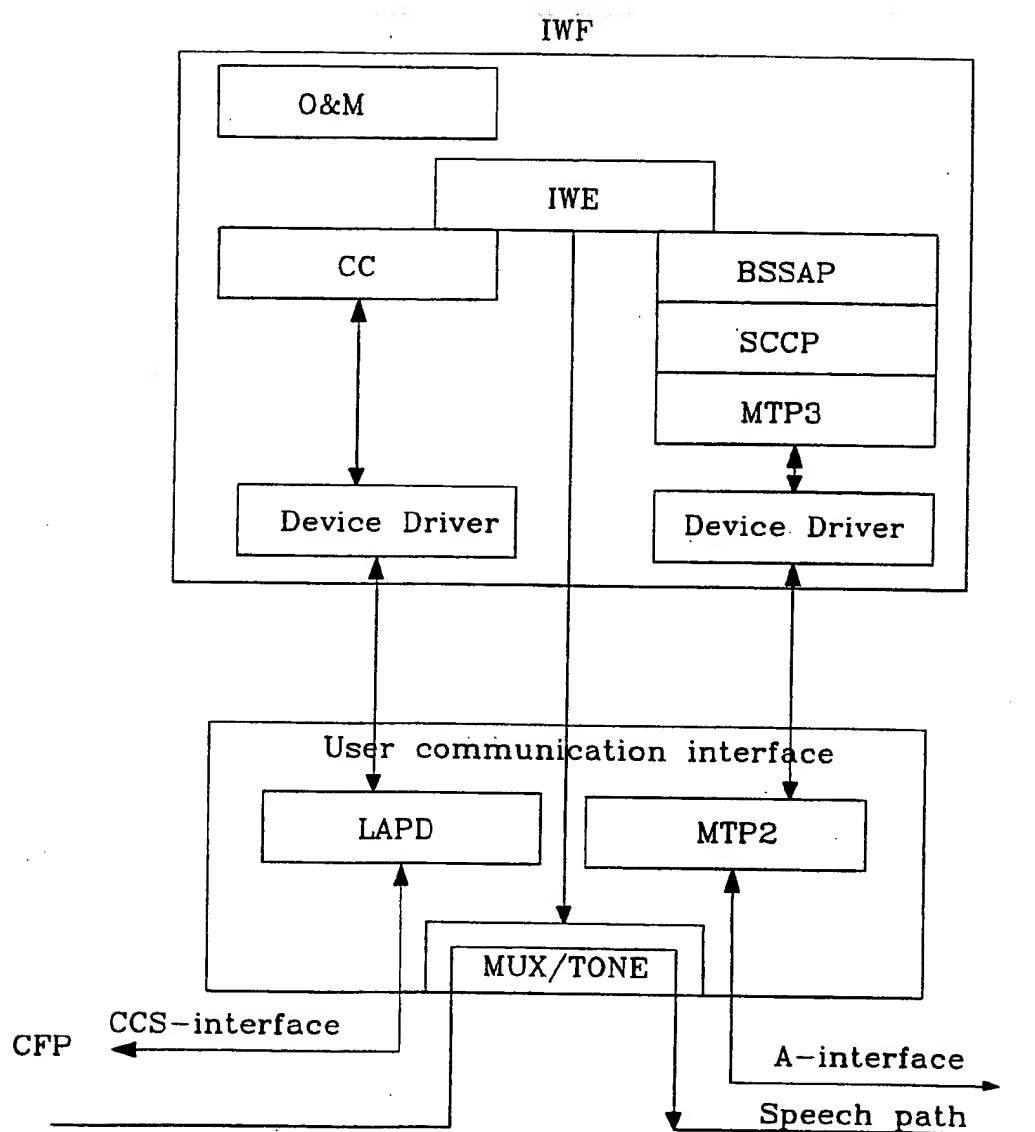 IWF
O&M
IWE
CC
BSSAP
SCCP
MTP3
Device Driver
Device Driver
User communication interface
LAPD
MTP2
MUX/TONE
CCS-interface
CFP
A-interface
Speech path